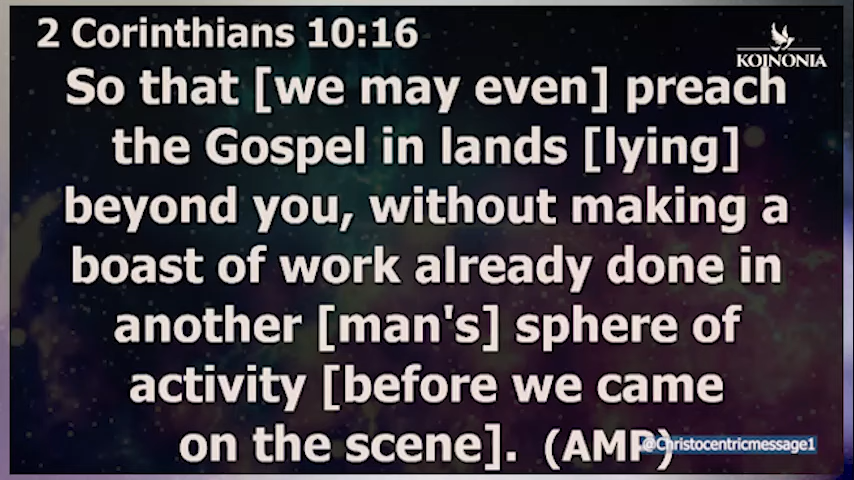 2 Corinthians 10:16
KOINONIA
So that [we may even] preach
the Gospel in lands [lying]
beyond you, without making a
boast of work already done in
another [man's] sphere of
activity [before we came
on the scene]. (AMP)
@Christocentricmessage1